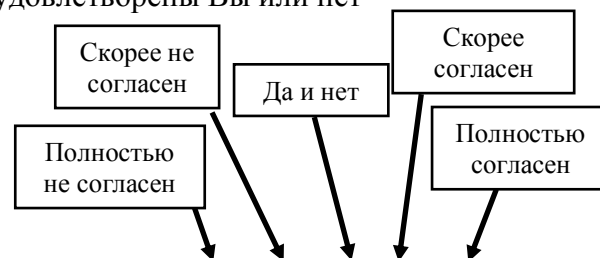 удовлетворены Вы или нет
Скорее не
согласен
Да и нет
Скорее
согласен
Полностью
не согласен
Полностью
согласен